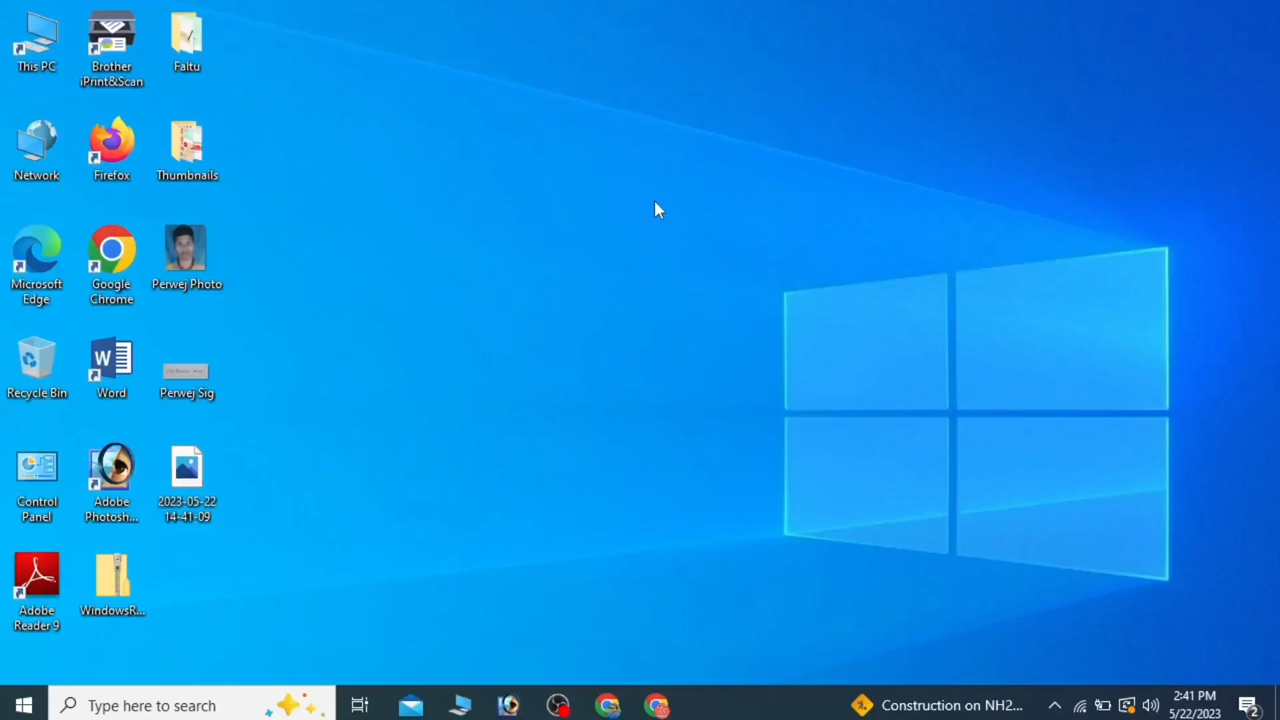 This PC
Brother
iPrint&Scan
Faltu
Network
Firefox
Thumbnails
Microsoft
Edge
Google
Chrome
Perwej Photo
Recycle Bin
Word
Perwej Sig
Control
Panel
Adobe
Photosh...
2023-05-22
14-41-09
Adobe
Reader 9
WindowsR...
Type here to search
Construction on NH2...
2:41 PM
5/22/2023
2